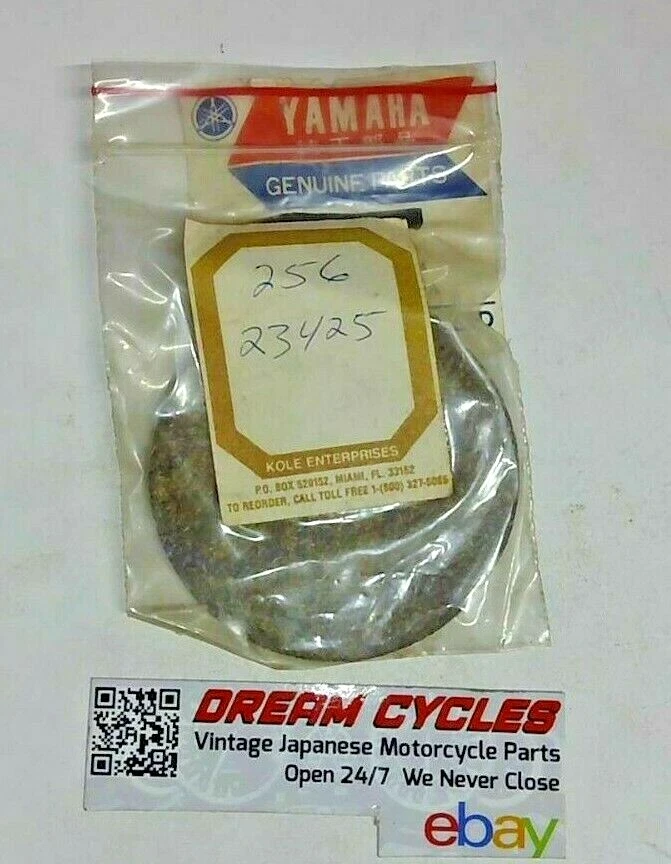 YAMAHA
GENUINE PARTS
256
23425
KOLE ENTERPRISES
P.O. BOX 520152, MIAMI, FL. 33152
TO REORDER, CALL TOLL FREE 1-(800) 327-6085
DREAM CYCLES
Vintage Japanese Motorcycle Parts
Open 24/7 We Never Close
ebay